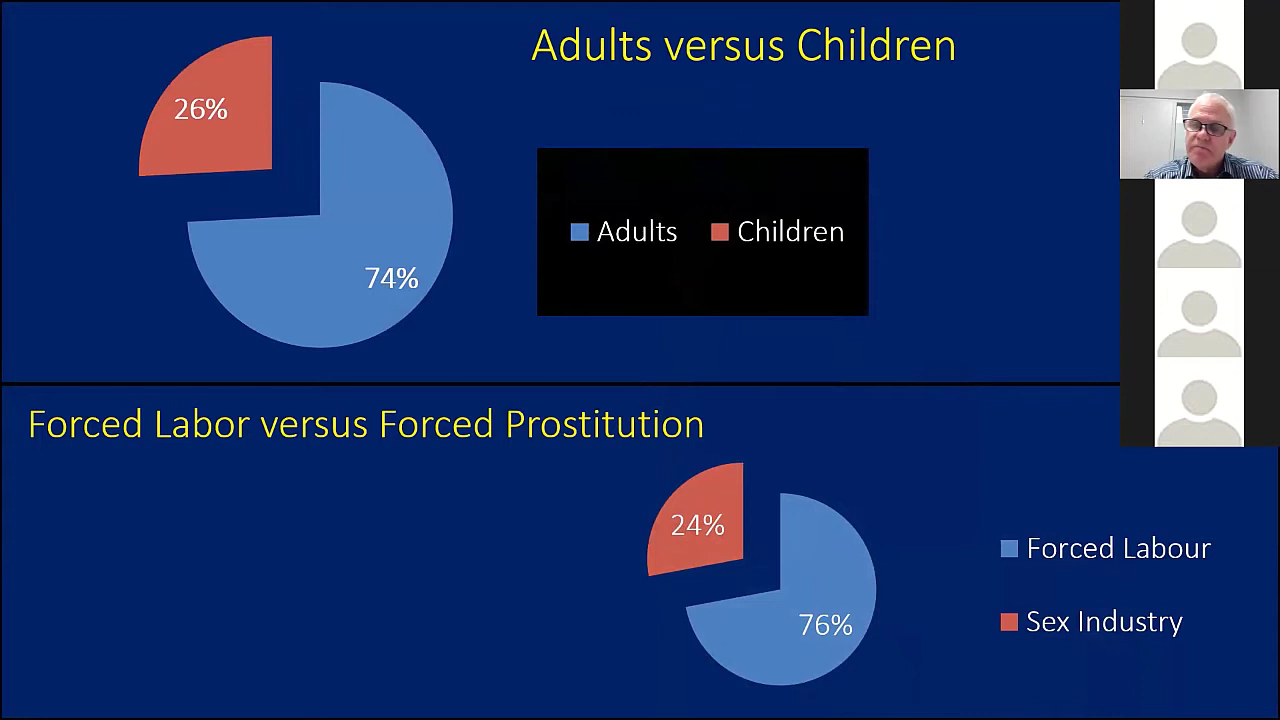 Adults versus Children
26%
74%
Adults
Children
Forced Labor versus Forced Prostitution
24%
76%
Forced Labour
Sex Industry